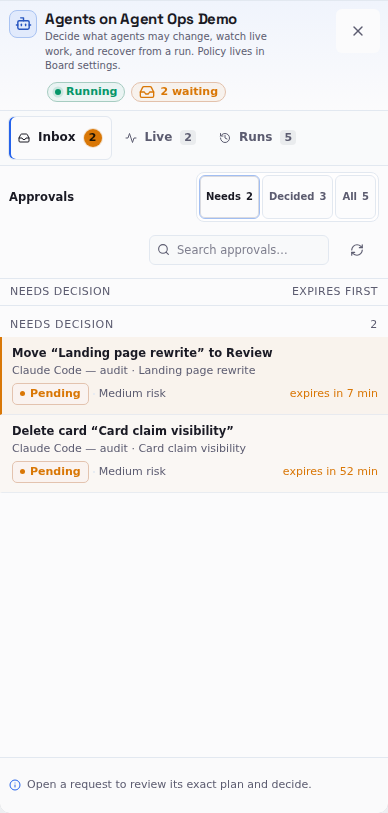 Agents on Agent Ops Demo
Decide what agents may change, watch live
work, and recover from a run. Policy lives in
Board settings.
Running 2 waiting
Inbox 2 Live 2 Runs 5
Approvals Needs 2 Decided 3 All 5
Search approvals...
NEEDS DECISION EXPIRES FIRST
NEEDS DECISION 2
Move “Landing page rewrite” to Review
Claude Code — audit · Landing page rewrite
Pending Medium risk expires in 7 min
Delete card “Card claim visibility”
Claude Code — audit · Card claim visibility
Pending Medium risk expires in 52 min
Open a request to review its exact plan and decide.